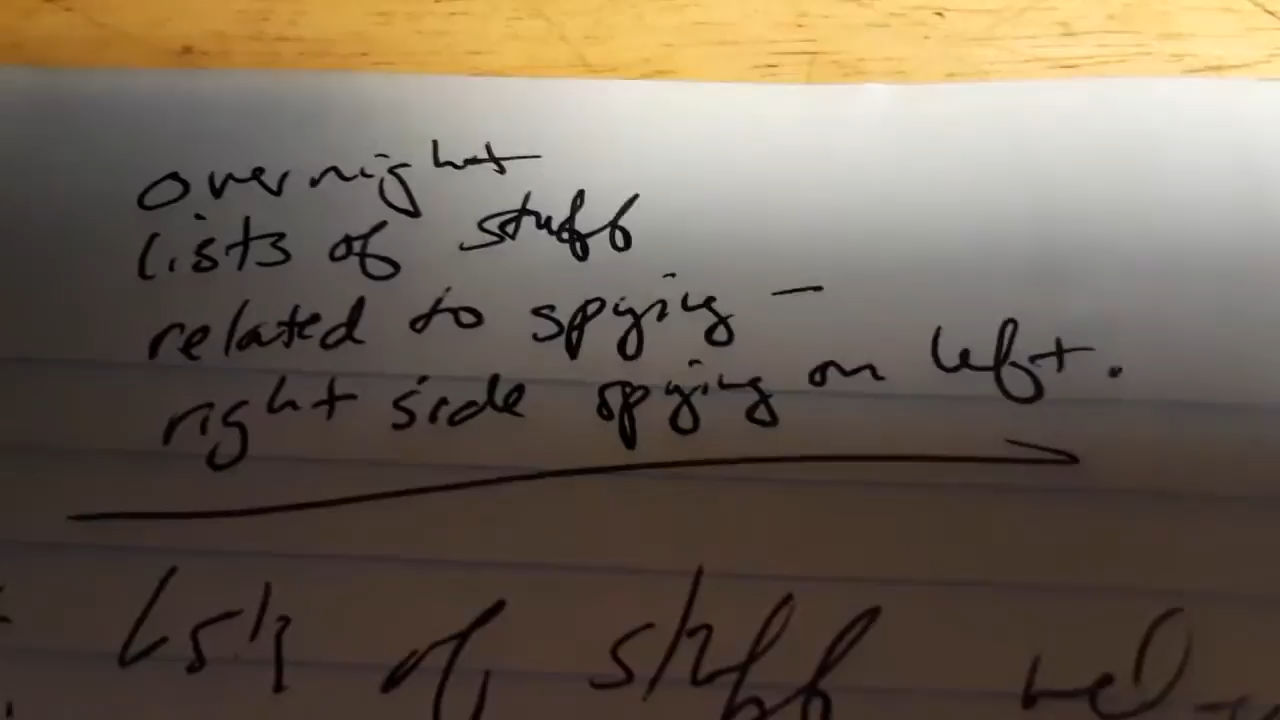 overnight
lists of stuff
related to spying –
right side spying on left.
lists of stuff